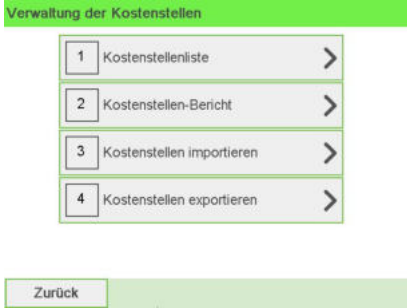 Verwaltung der Kostenstellen
1 Kostenstellenliste
2 Kostenstellen-Bericht
3 Kostenstellen importieren
4 Kostenstellen exportieren
Zurück